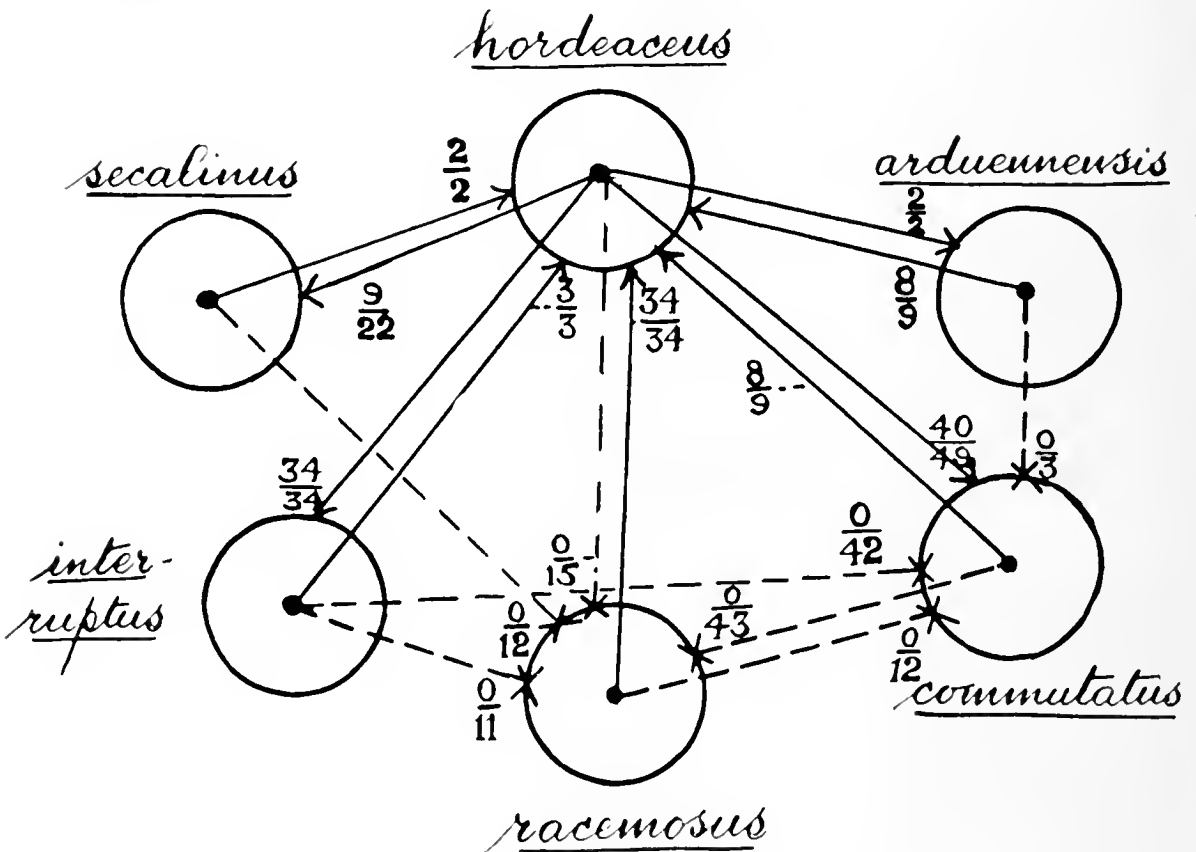 hordeaceus
secalinus
arduennensis
2/2
2/2
9/22
3/3
34/34
8/9
8/9
34/34
40/49
0/3
inter-
ruptus
0/15
0/42
0/12
0/43
0/12
0/11
commutatus
racemosus